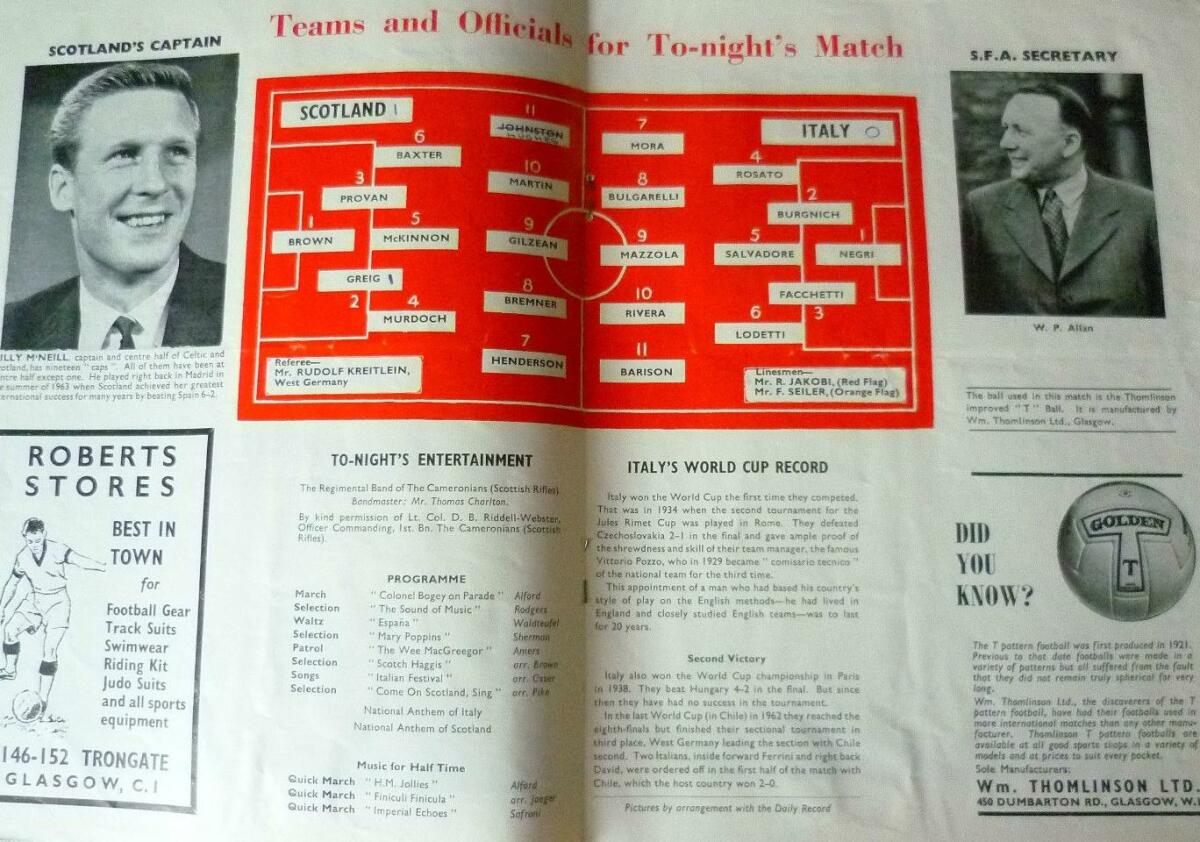 Teams and Officials for To-night's Match
SCOTLAND'S CAPTAIN
ILLY M'NEILL, captain and centre half of Celtic and
otland, has nineteen "caps". All of them have been at
ntre half except one. He played right back in Madrid in
e summer of 1963 when Scotland achieved her greatest
ternational success for many years by beating Spain 6-2.
SCOTLAND 1
1
BROWN
3
PROVAN
GREIG 1
2
6
BAXTER
5
McKINNON
4
MURDOCH
11
JOHNSTON
HUGHES
10
MARTIN
9
GILZEAN
8
BREMNER
7
HENDERSON
Referee—
Mr. RUDOLF KREITLEIN,
West Germany
ITALY 0
7
MORA
8
BULGARELLI
9
MAZZOLA
10
RIVERA
11
BARISON
4
ROSATO
5
SALVADORE
6
LODETTI
2
BURGNICH
FACCHETTI
3
1
NEGRI
Linesmen—
Mr. R. JAKOBI, (Red Flag)
Mr. F. SEILER, (Orange Flag)
S.F.A. SECRETARY
W. P. Allan
The ball used in this match is the Thomlinson
improved "T" Ball. It is manufactured by
Wm. Thomlinson Ltd., Glasgow.
ROBERTS
STORES
BEST IN
TOWN
for
Football Gear
Track Suits
Swimwear
Riding Kit
Judo Suits
and all sports
equipment
146-152 TRONGATE
GLASGOW, C.1
TO-NIGHT'S ENTERTAINMENT
The Regimental Band of The Cameronians (Scottish Rifles).
Bandmaster: Mr. Thomas Charlton.
By kind permission of Lt. Col. D. B. Riddell-Webster,
Officer Commanding, 1st. Bn. The Cameronians (Scottish
Rifles).
PROGRAMME
March "Colonel Bogey on Parade" Alford
Selection "The Sound of Music" Rodgers
Waltz "España" Waldteufel
Selection "Mary Poppins" Sherman
Patrol "The Wee MacGreegor" Amers
Selection "Scotch Haggis" arr. Brown
Songs "Italian Festival" arr. Osser
Selection "Come On Scotland, Sing" arr. Pike
National Anthem of Italy
National Anthem of Scotland
Music for Half Time
Quick March "H.M. Jollies" Alford
Quick March "Finiculi Finicula" arr. Jaeger
Quick March "Imperial Echoes" Safroni
ITALY'S WORLD CUP RECORD
Italy won the World Cup the first time they competed.
That was in 1934 when the second tournament for the
Jules Rimet Cup was played in Rome. They defeated
Czechoslovakia 2-1 in the final and gave ample proof of
the shrewdness and skill of their team manager, the famous
Vittorio Pozzo, who in 1929 became "comisario tecnico"
of the national team for the third time.
This appointment of a man who had based his country's
style of play on the English methods—he had lived in
England and closely studied English teams—was to last
for 20 years.
Second Victory
Italy also won the World Cup championship in Paris
in 1938. They beat Hungary 4-2 in the final. But since
then they have had no success in the tournament.
In the last World Cup (in Chile) in 1962 they reached the
eighth-finals but finished their sectional tournament in
third place, West Germany leading the section with Chile
second. Two Italians, inside forward Ferrini and right back
David, were ordered off in the first half of the match with
Chile, which the host country won 2-0.
Pictures by arrangement with the Daily Record
DID
YOU
KNOW?
GOLDEN
T
The T pattern football was first produced in 1921.
Previous to that date footballs were made in a
variety of patterns but all suffered from the fault
that they did not remain truly spherical for very
long.
Wm. Thomlinson Ltd., the discoverers of the T
pattern football, have had their footballs used in
more international matches than any other manu-
facturer. Thomlinson T pattern footballs are
available at all good sports shops in a variety of
models and at prices to suit every pocket.
Sole Manufacturers:
Wm. THOMLINSON LTD.
450 DUMBARTON RD., GLASGOW, W.1